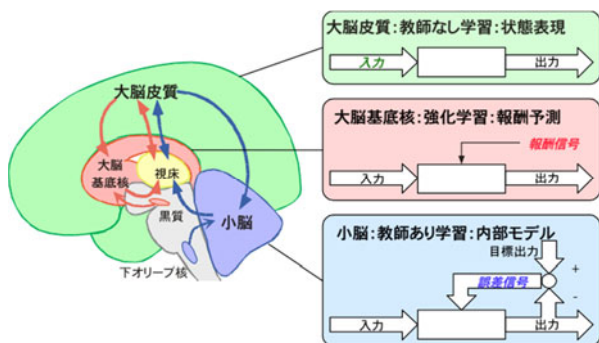 大脳皮質
大脳
基底核
視床
黒質
小脳
下オリーブ核
大脳皮質:教師なし学習:状態表現
入力
出力
大脳基底核:強化学習:報酬予測
報酬信号
入力
出力
小脳:教師あり学習:内部モデル
目標出力
誤差信号
+
-
入力
出力